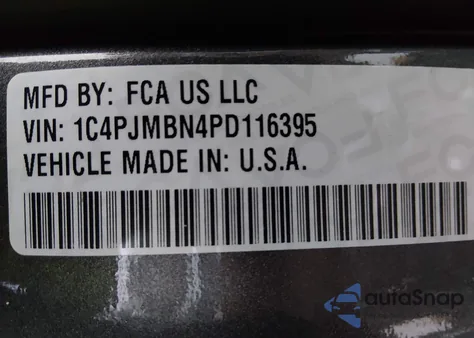 MFD BY: FCA US LLC
VIN: 1C4PJMBN4PD116395
VEHICLE MADE IN: U.S.A.
autoSnap